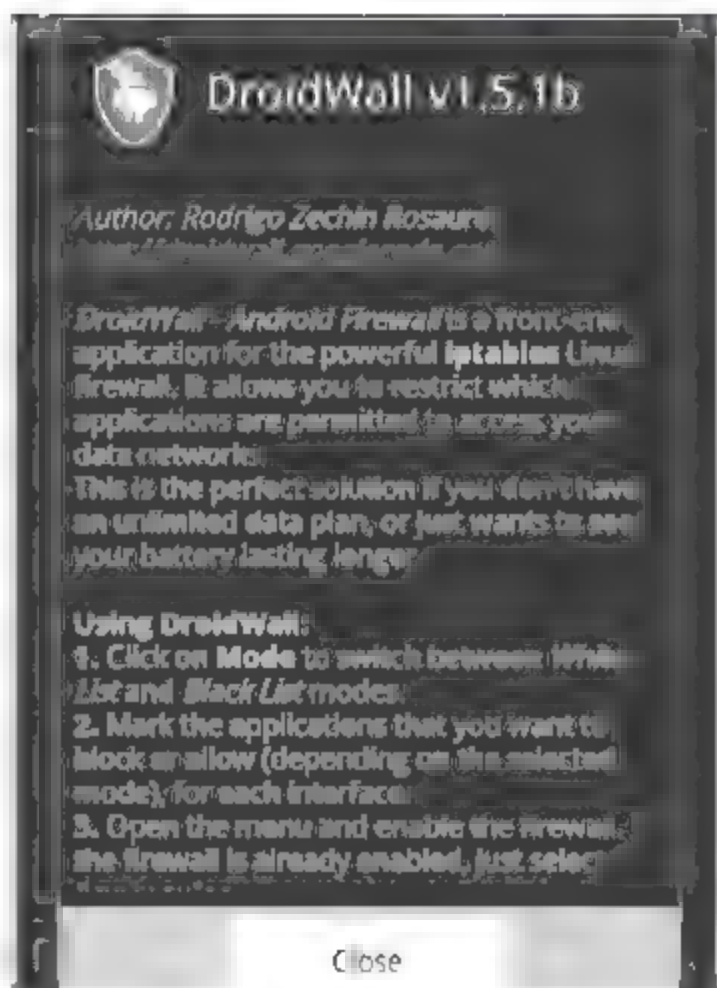 DroidWall v1.5.1b
Author: Rodrigo Zechin Rosauro
DroidWall - Android Firewall is a front-end
application for the powerful iptables Linux
firewall. It allows you to restrict which
applications are permitted to access your
data networks.
This is the perfect solution if you don't have
an unlimited data plan, or just wants to see
your battery lasting longer.
Using DroidWall:
1. Click on Mode to switch between White
List and Black List modes.
2. Mark the applications that you want to
block or allow (depending on the selected
mode), for each interface.
3. Open the menu and enable the firewall.
the firewall is already enabled, just select
Close